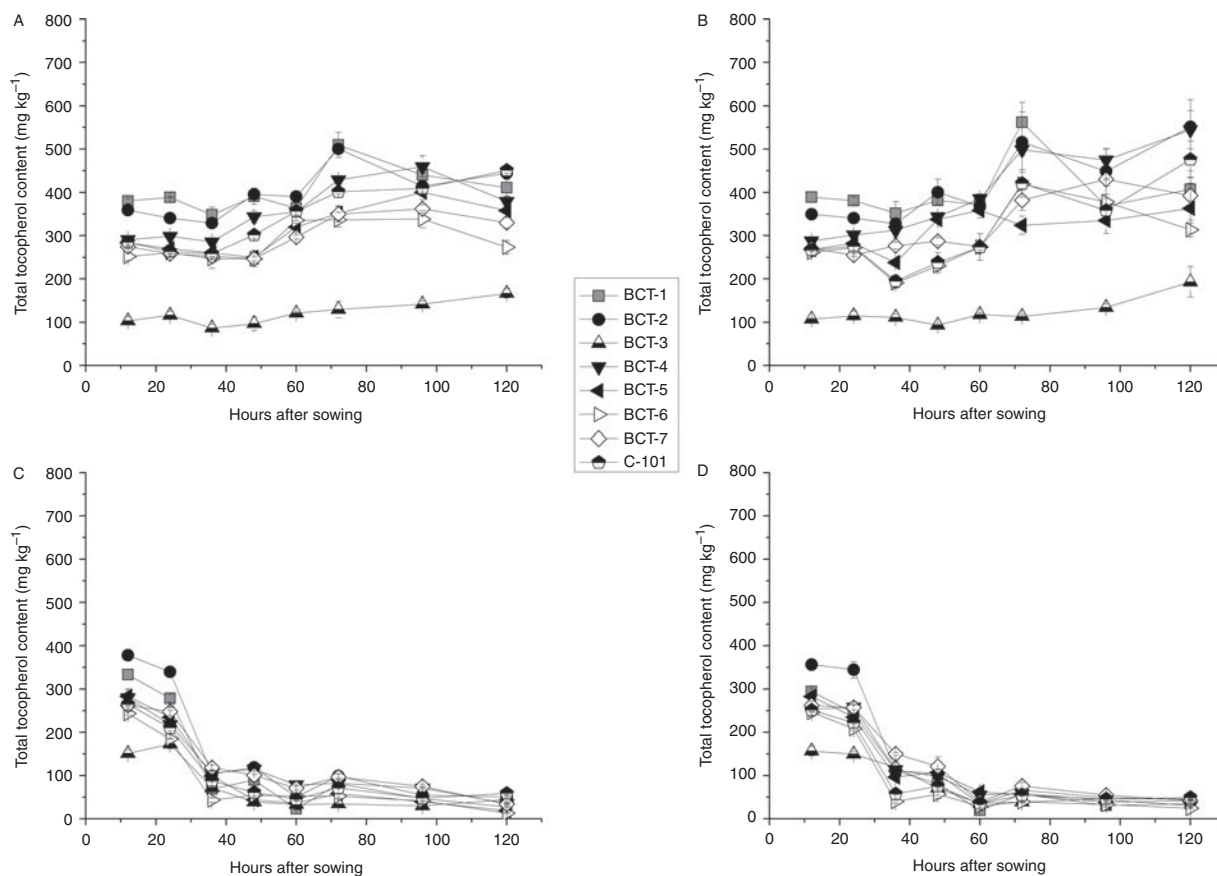 A
800
700
600
500
400
300
200
100
0
Total tocopherol content (mg kg⁻¹)
0 20 40 60 80 100 120
Hours after sowing
B
800
700
600
500
400
300
200
100
0
Total tocopherol content (mg kg⁻¹)
0 20 40 60 80 100 120
Hours after sowing
BCT-1
BCT-2
BCT-3
BCT-4
BCT-5
BCT-6
BCT-7
C-101
C
800
700
600
500
400
300
200
100
0
Total tocopherol content (mg kg⁻¹)
0 20 40 60 80 100 120
Hours after sowing
D
800
700
600
500
400
300
200
100
0
Total tocopherol content (mg kg⁻¹)
0 20 40 60 80 100 120
Hours after sowing